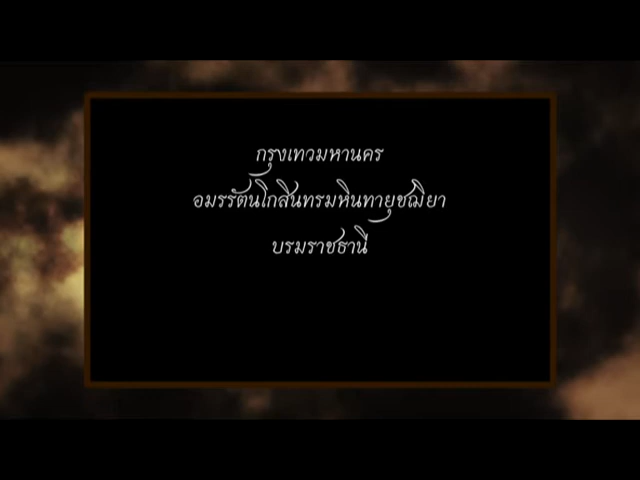 กรุงเทวมหานคร
อมรรัตนโกสินทรมหินทายุชฌิยา
บรมราชธานี